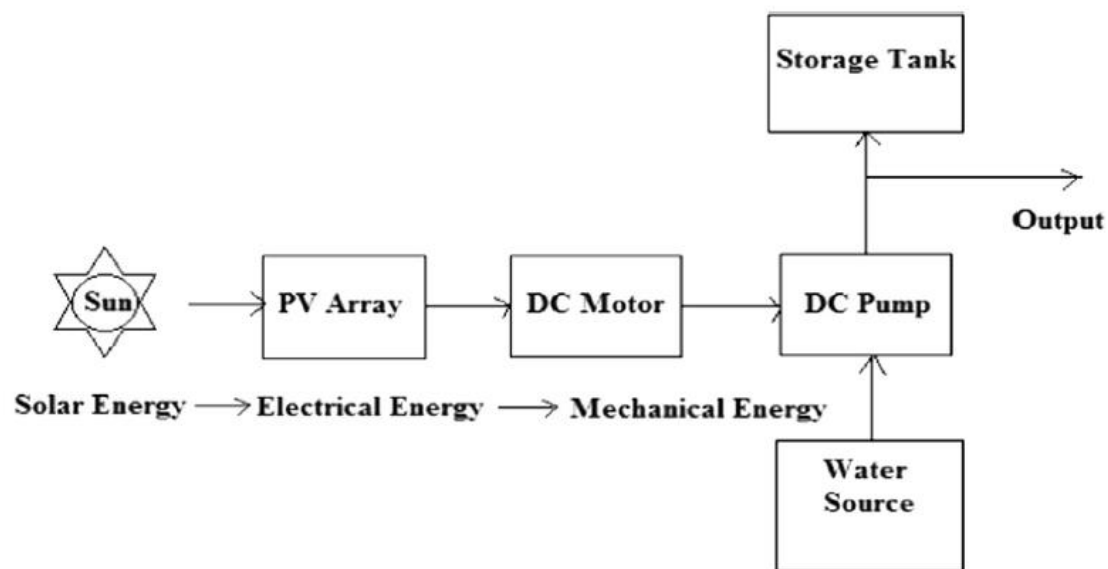 Storage Tank
Output
Sun
PV Array
DC Motor
DC Pump
Solar Energy
Electrical Energy
Mechanical Energy
Water
Source